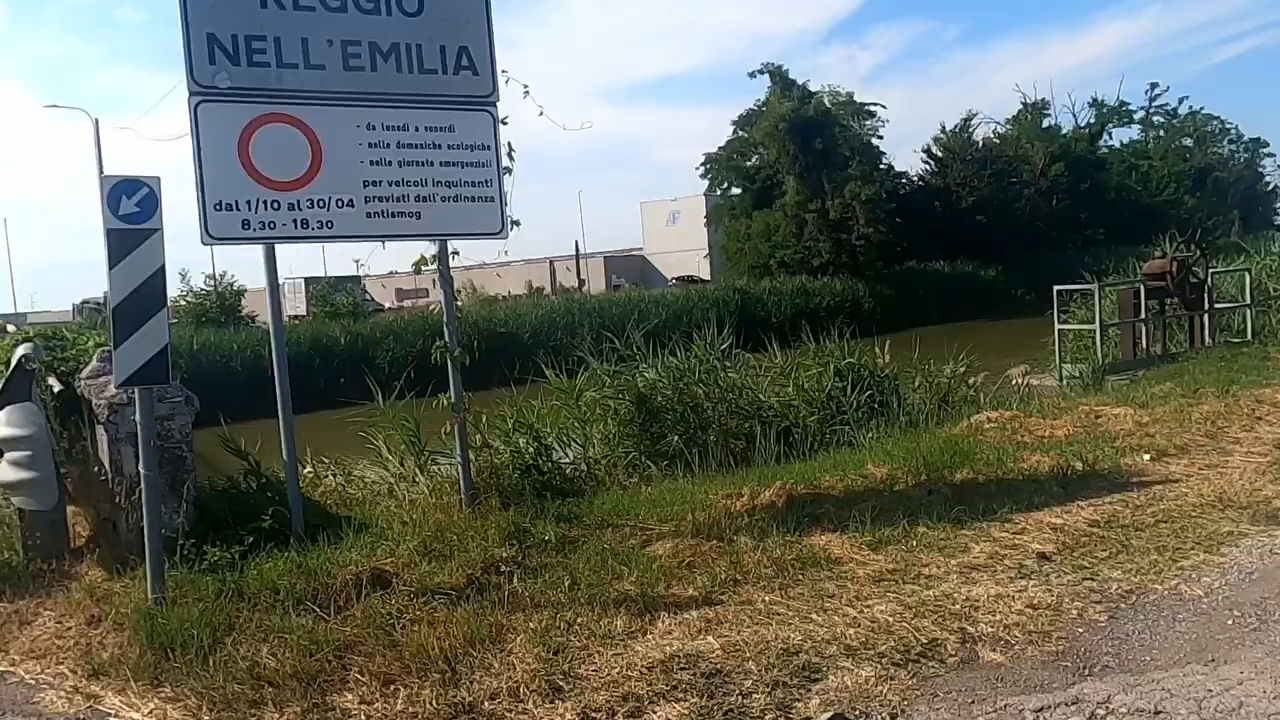 REGGIO
NELL'EMILIA
- da lunedì a venerdì
- nelle domeniche ecologiche
- nelle giornate emergenziali
per veicoli inquinanti
previsti dall'ordinanza
antismog
dal 1/10 al 30/04
8,30 - 18,30